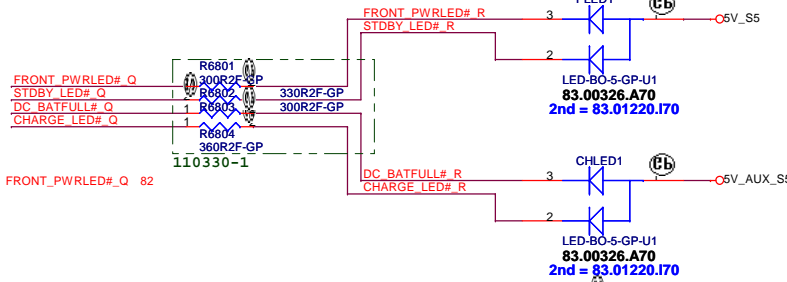 FRONT_PWRLED#_R
STDBY_LED#_R
3
5V_S5
2
LED-BO-5-GP-U1
83.00326.A70
2nd = 83.01220.I70
R6801
300R2F-GP
FRONT_PWRLED#_Q
STDBY_LED#_Q
R6802
330R2F-GP
DC_BATFULL#_Q
1
R6803
300R2F-GP
CHARGE_LED#_Q
1
R6804
360R2F-GP
110330-1
FRONT_PWRLED#_Q 82
DC_BATFULL#_R
CHARGE_LED#_R
CHLED1
3
5V_AUX_S5
2
LED-BO-5-GP-U1
83.00326.A70
2nd = 83.01220.I70